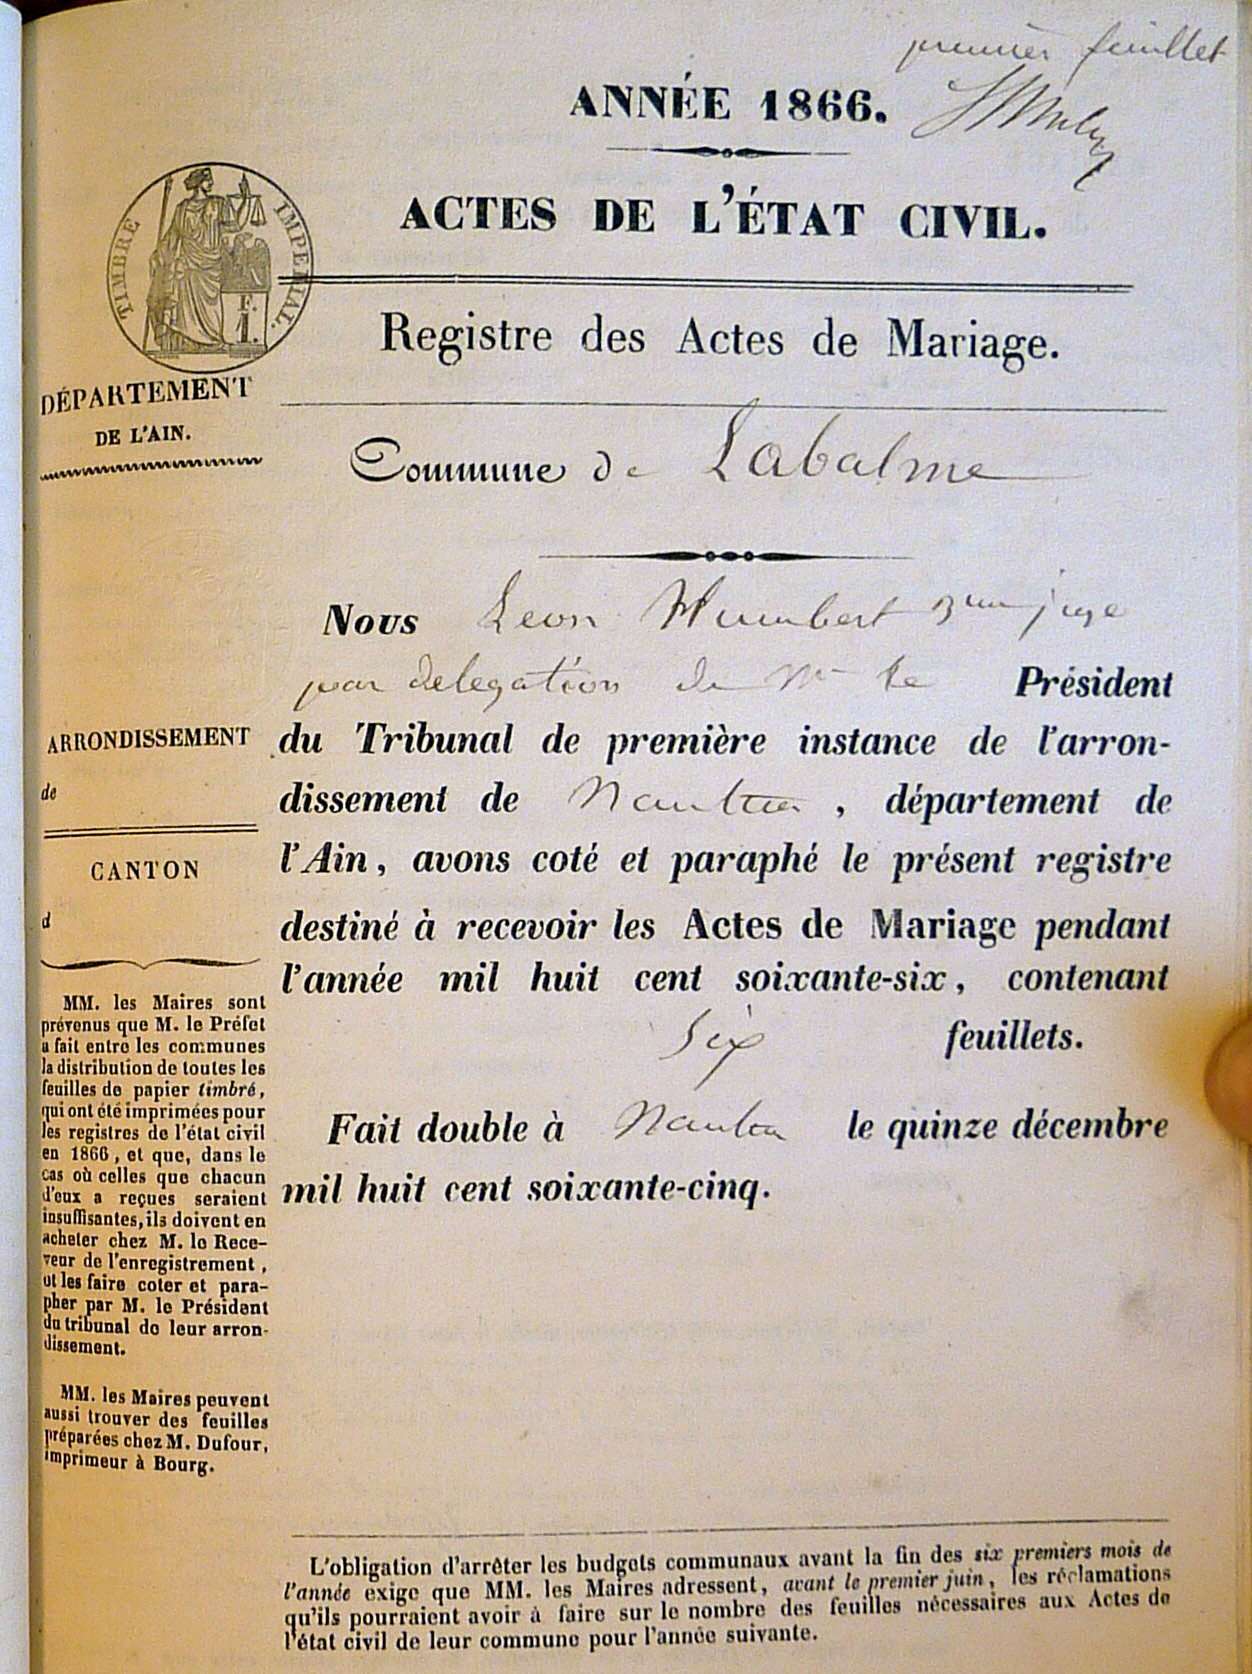 premier feuillet
ANNÉE 1866.
ACTES DE L'ÉTAT CIVIL.
TIMBRE IMPERIAL.
F.
1.
Registre des Actes de Mariage.
DÉPARTEMENT
DE L'AIN.
Commune de Labalme
Nous Leon Humbert juge
par délégation de Mr le Président
du Tribunal de première instance de l'arron-
dissement de Nantua, département de
l'Ain, avons coté et paraphé le présent registre
destiné à recevoir les Actes de Mariage pendant
l'année mil huit cent soixante-six, contenant
Six feuillets.
Fait double à Nantua le quinze décembre
mil huit cent soixante-cinq.
ARRONDISSEMENT
de
CANTON
d
MM. les Maires sont
prévenus que M. le Préfet
a fait entre les communes
la distribution de toutes les
feuilles de papier timbré,
qui ont été imprimées pour
les registres de l'état civil
en 1866, et que, dans le
cas où celles que chacun
d'eux a reçues seraient
insuffisantes, ils doivent en
acheter chez M. le Rece-
veur de l'enregistrement,
et les faire coter et para-
pher par M. le Président
du tribunal de leur arron-
dissement.
MM. les Maires peuvent
aussi trouver des feuilles
préparées chez M. Dufour,
imprimeur à Bourg.
L'obligation d'arrêter les budgets communaux avant la fin des six premiers mois de
l'année exige que MM. les Maires adressent, avant le premier juin, les réclamations
qu'ils pourraient avoir à faire sur le nombre des feuilles nécessaires aux Actes de
l'état civil de leur commune pour l'année suivante.